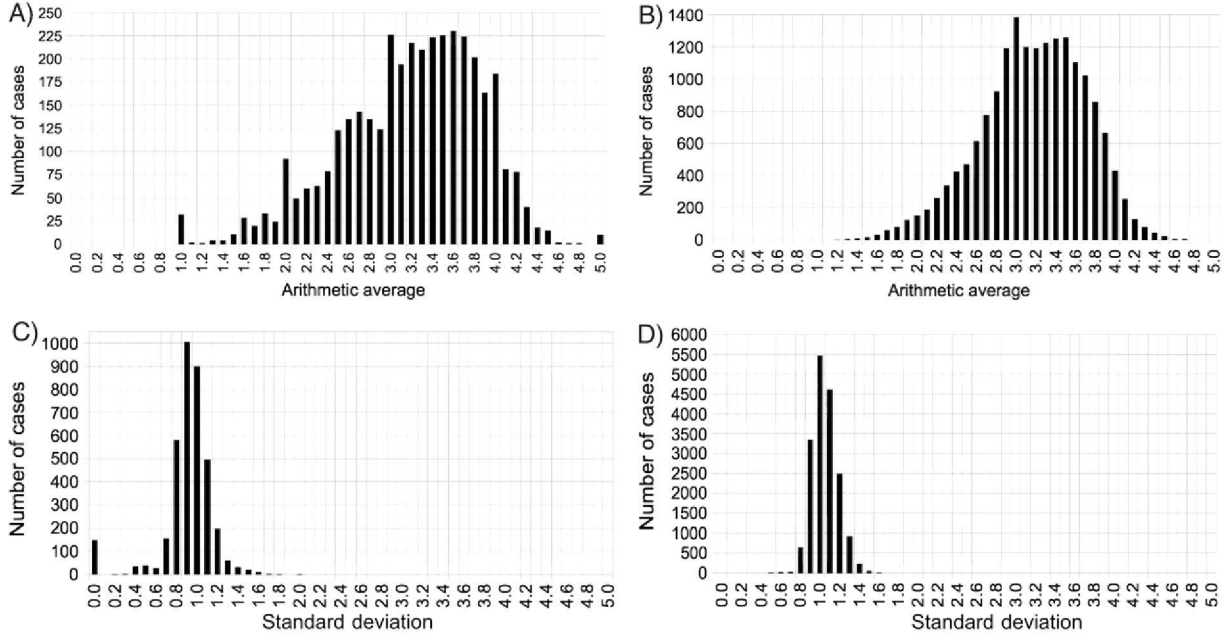 A)
Number of cases
250
225
200
175
150
125
100
75
50
25
0
0.0 0.2 0.4 0.6 0.8 1.0 1.2 1.4 1.6 1.8 2.0 2.2 2.4 2.6 2.8 3.0 3.2 3.4 3.6 3.8 4.0 4.2 4.4 4.6 4.8 5.0
Arithmetic average
B)
Number of cases
1400
1200
1000
800
600
400
200
0
0.0 0.2 0.4 0.6 0.8 1.0 1.2 1.4 1.6 1.8 2.0 2.2 2.4 2.6 2.8 3.0 3.2 3.4 3.6 3.8 4.0 4.2 4.4 4.6 4.8 5.0
Arithmetic average
C)
Number of cases
1000
900
800
700
600
500
400
300
200
100
0
0.0 0.2 0.4 0.6 0.8 1.0 1.2 1.4 1.6 1.8 2.0 2.2 2.4 2.6 2.8 3.0 3.2 3.4 3.6 3.8 4.0 4.2 4.4 4.6 4.8 5.0
Standard deviation
D)
Number of cases
6000
5500
5000
4500
4000
3500
3000
2500
2000
1500
1000
500
0
0.0 0.2 0.4 0.6 0.8 1.0 1.2 1.4 1.6 1.8 2.0 2.2 2.4 2.6 2.8 3.0 3.2 3.4 3.6 3.8 4.0 4.2 4.4 4.6 4.8 5.0
Standard deviation